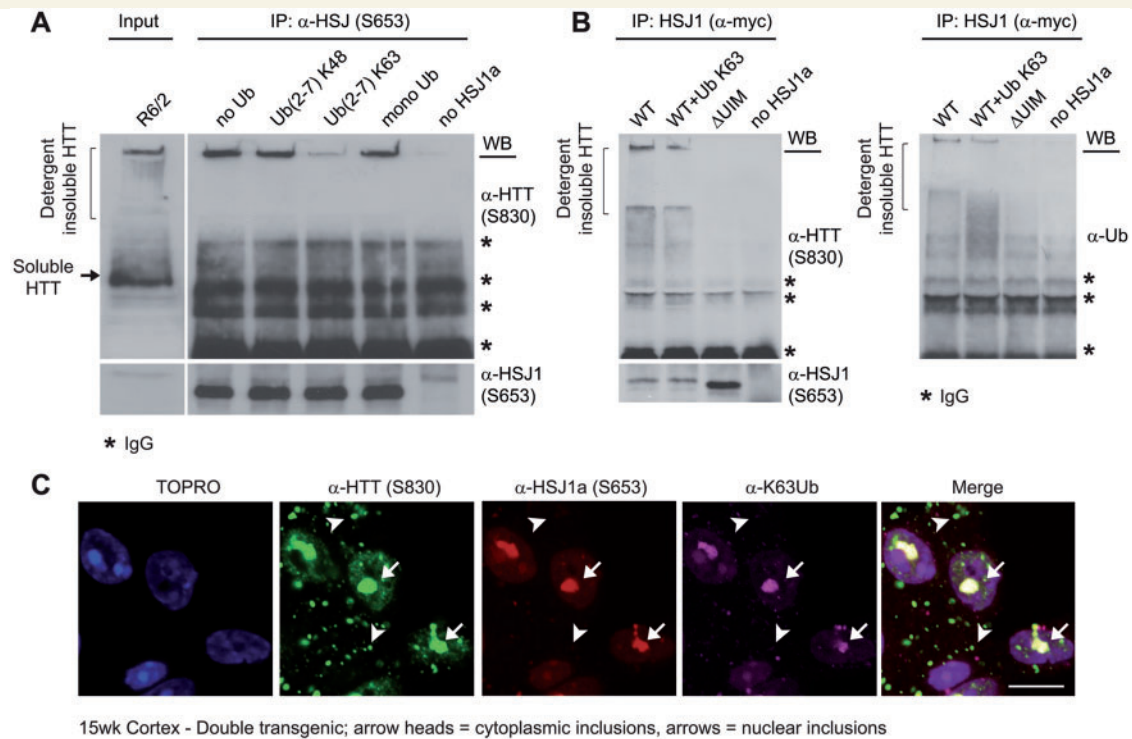 A
Input
IP: α-HSJ (S653)
R6/2
no Ub
Ub(2-7) K48
Ub(2-7) K63
mono Ub
no HSJ1a
WB
Detergent
insoluble HTT
α-HTT
(S830)
Soluble
HTT
*
*
*
*
α-HSJ1
(S653)
* IgG
B
IP: HSJ1 (α-myc)
WT
WT+Ub K63
ΔUIM
no HSJ1a
WB
Detergent
insoluble HTT
α-HTT
(S830)
*
*
*
α-HSJ1
(S653)
IP: HSJ1 (α-myc)
WT
WT+Ub K63
ΔUIM
no HSJ1a
WB
Detergent
insoluble HTT
α-Ub
*
*
*
* IgG
C
TOPRO
α-HTT (S830)
α-HSJ1a (S653)
α-K63Ub
Merge
15wk Cortex - Double transgenic; arrow heads = cytoplasmic inclusions, arrows = nuclear inclusions